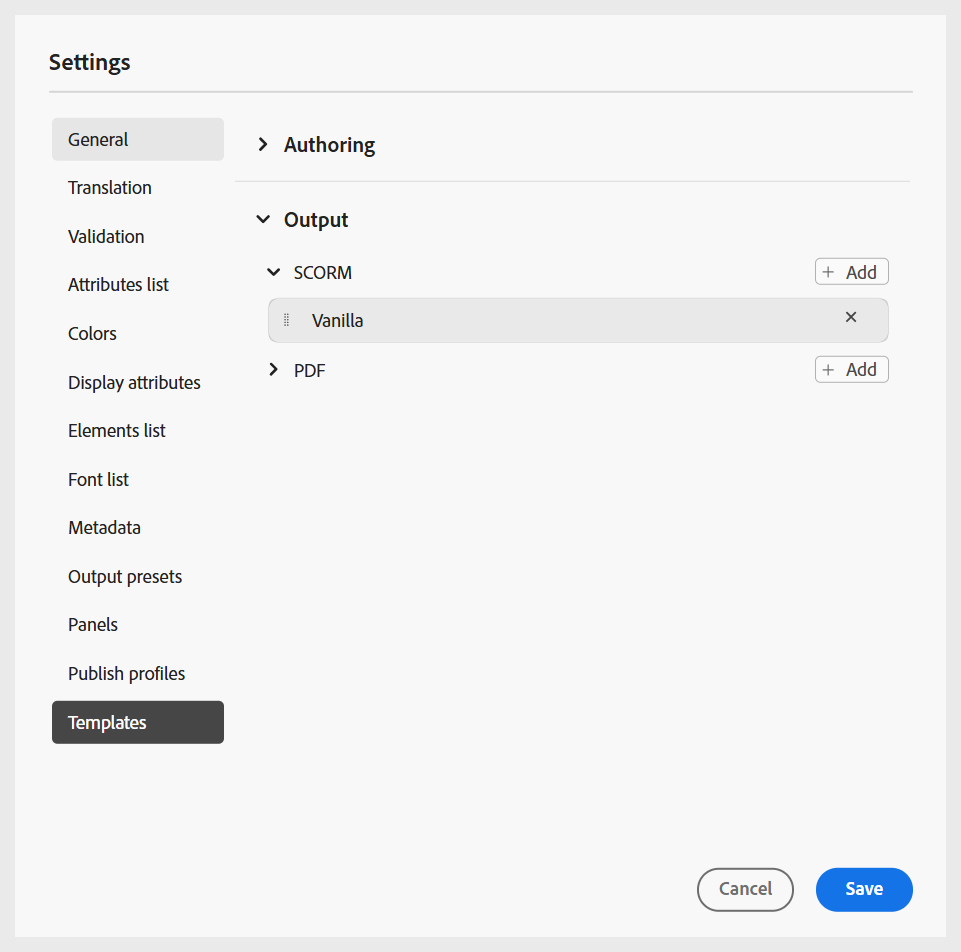 Settings
General
Translation
Validation
Attributes list
Colors
Display attributes
Elements list
Font list
Metadata
Output presets
Panels
Publish profiles
Templates
Authoring
Output
SCORM
+ Add
Vanilla
PDF
+ Add
Cancel
Save